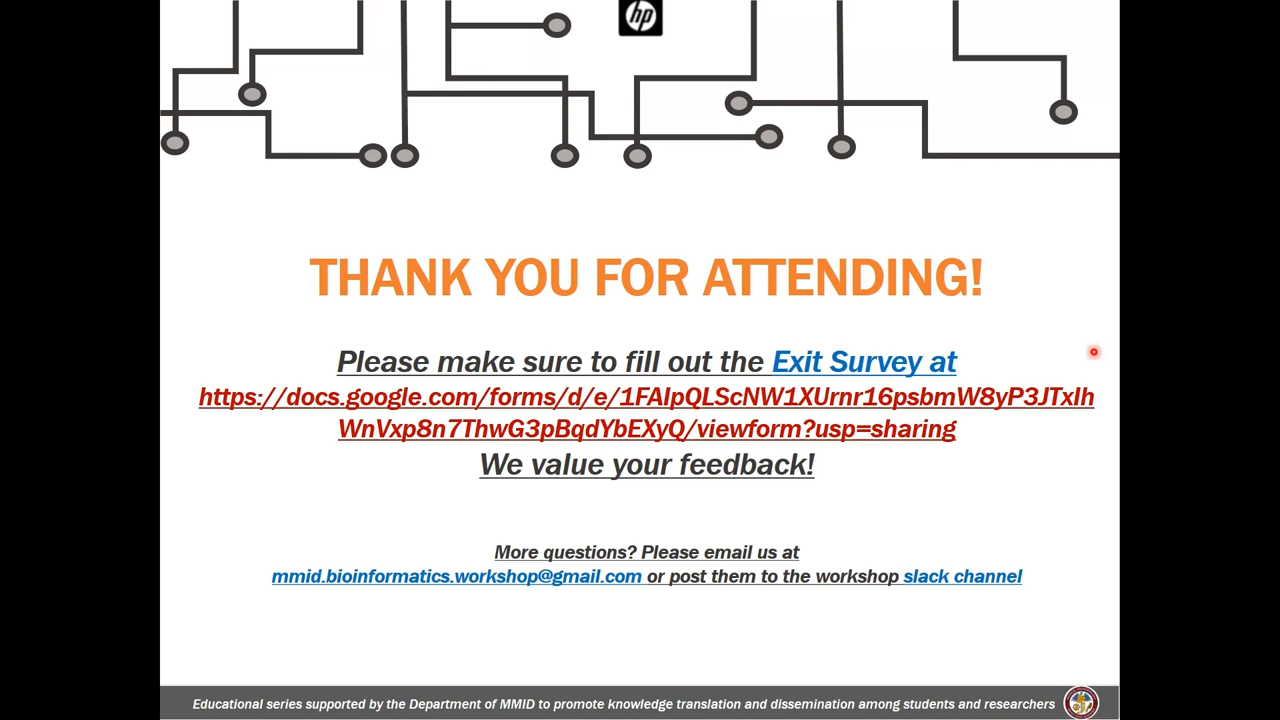 hp
THANK YOU FOR ATTENDING!
Please make sure to fill out the Exit Survey at
https://docs.google.com/forms/d/e/1FAIpQLScNW1XUrnr16psbmW8yP3JTxIh
WnVxp8n7ThwG3pBqdYbEXyQ/viewform?usp=sharing
We value your feedback!
More questions? Please email us at
mmid.bioinformatics.workshop@gmail.com or post them to the workshop slack channel
Educational series supported by the Department of MMID to promote knowledge translation and dissemination among students and researchers